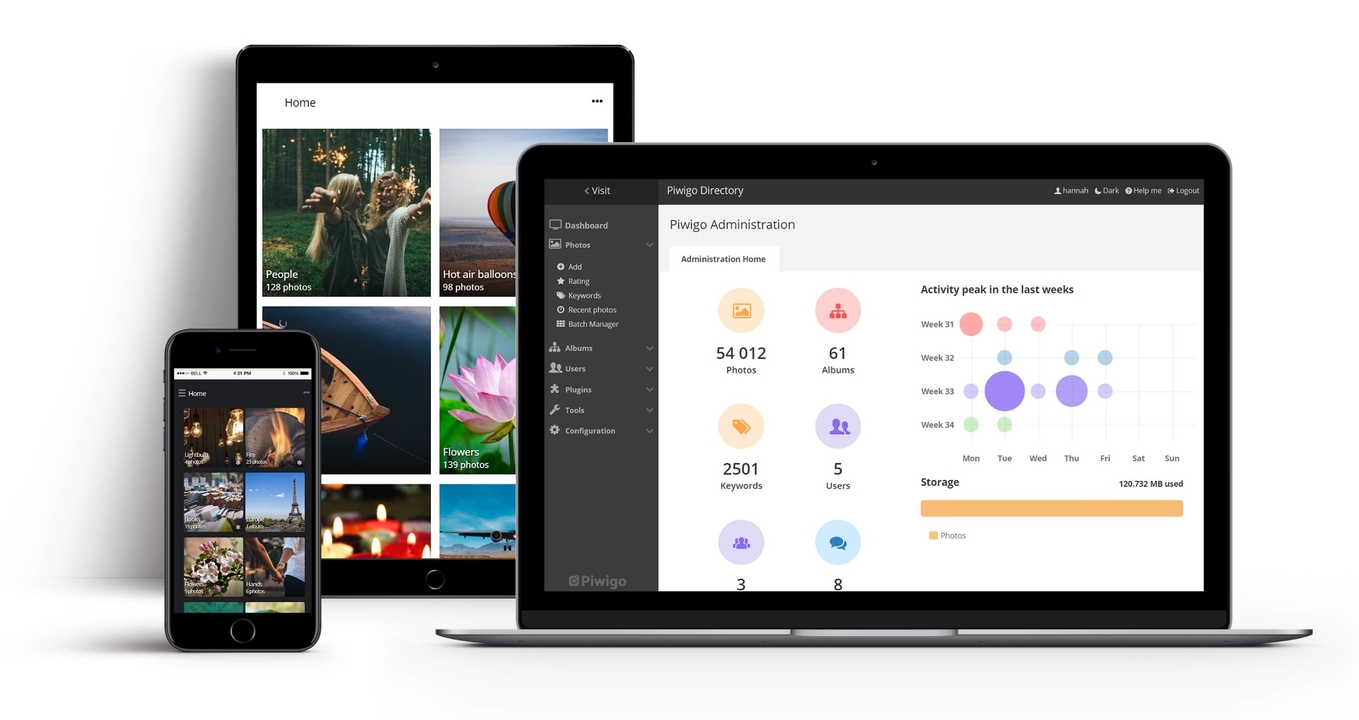 Home
•••
People
128 photos
Hot air balloons
98 photos
Flowers
139 photos
BELL
4:21 PM
100%
Home
Lightbulbs
4 photos
Fire
23 photos
Books
15 photos
Europe
1 album
Flowers
9 photos
Hands
6 photos
Visit
Piwigo Directory
hannah
Dark
Help me
Logout
Dashboard
Photos
Add
Rating
Keywords
Recent photos
Batch Manager
Albums
Users
Plugins
Tools
Configuration
Piwigo
Piwigo Administration
Administration Home
54 012
Photos
61
Albums
2501
Keywords
5
Users
3
8
Activity peak in the last weeks
Week 31
Week 32
Week 33
Week 34
Mon Tue Wed Thu Fri Sat Sun
Storage
120.732 MB used
Photos